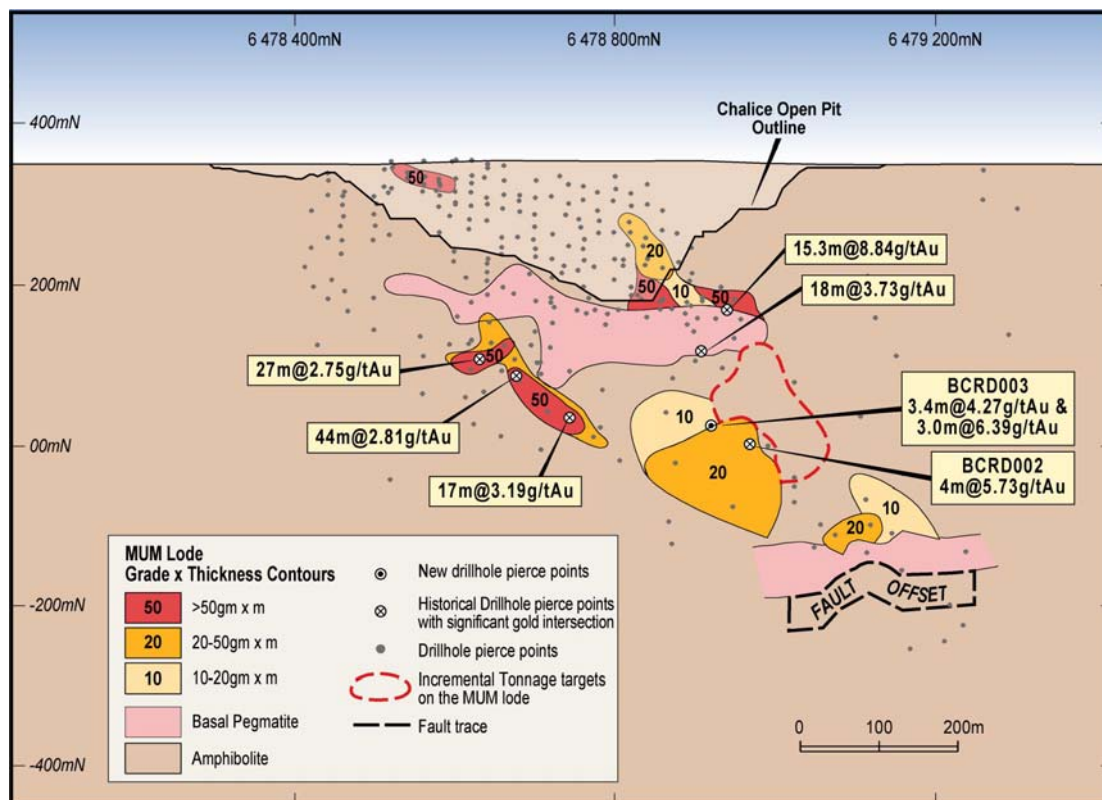 6 478 400mN
6 478 800mN
6 479 200mN
400mN
200mN
00mN
-200mN
-400mN
Chalice Open Pit
Outline
50
20
50
10
50
15.3m@8.84g/tAu
18m@3.73g/tAu
50
27m@2.75g/tAu
50
44m@2.81g/tAu
17m@3.19g/tAu
10
20
BCRD003
3.4m@4.27g/tAu &
3.0m@6.39g/tAu
BCRD002
4m@5.73g/tAu
10
20
FAULT OFFSET
MUM Lode
Grade x Thickness Contours
50 >50gm x m
20 20-50gm x m
10 10-20gm x m
Basal Pegmatite
Amphibolite
New drillhole pierce points
Historical Drillhole pierce points
with significant gold intersection
Drillhole pierce points
Incremental Tonnage targets
on the MUM lode
Fault trace
0 100 200m